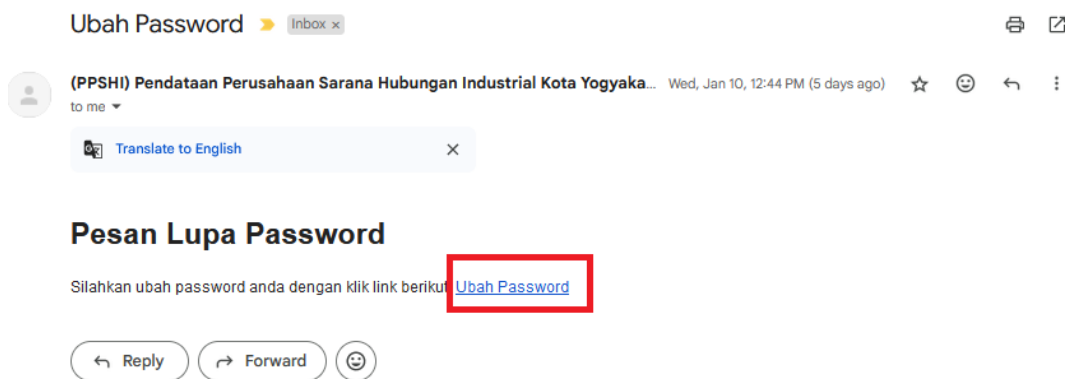 Ubah Password Inbox ×
(PPSHI) Pendataan Perusahaan Sarana Hubungan Industrial Kota Yogyaka... Wed, Jan 10, 12:44 PM (5 days ago)
to me
Translate to English
Pesan Lupa Password
Silahkan ubah password anda dengan klik link berikut Ubah Password
Reply Forward